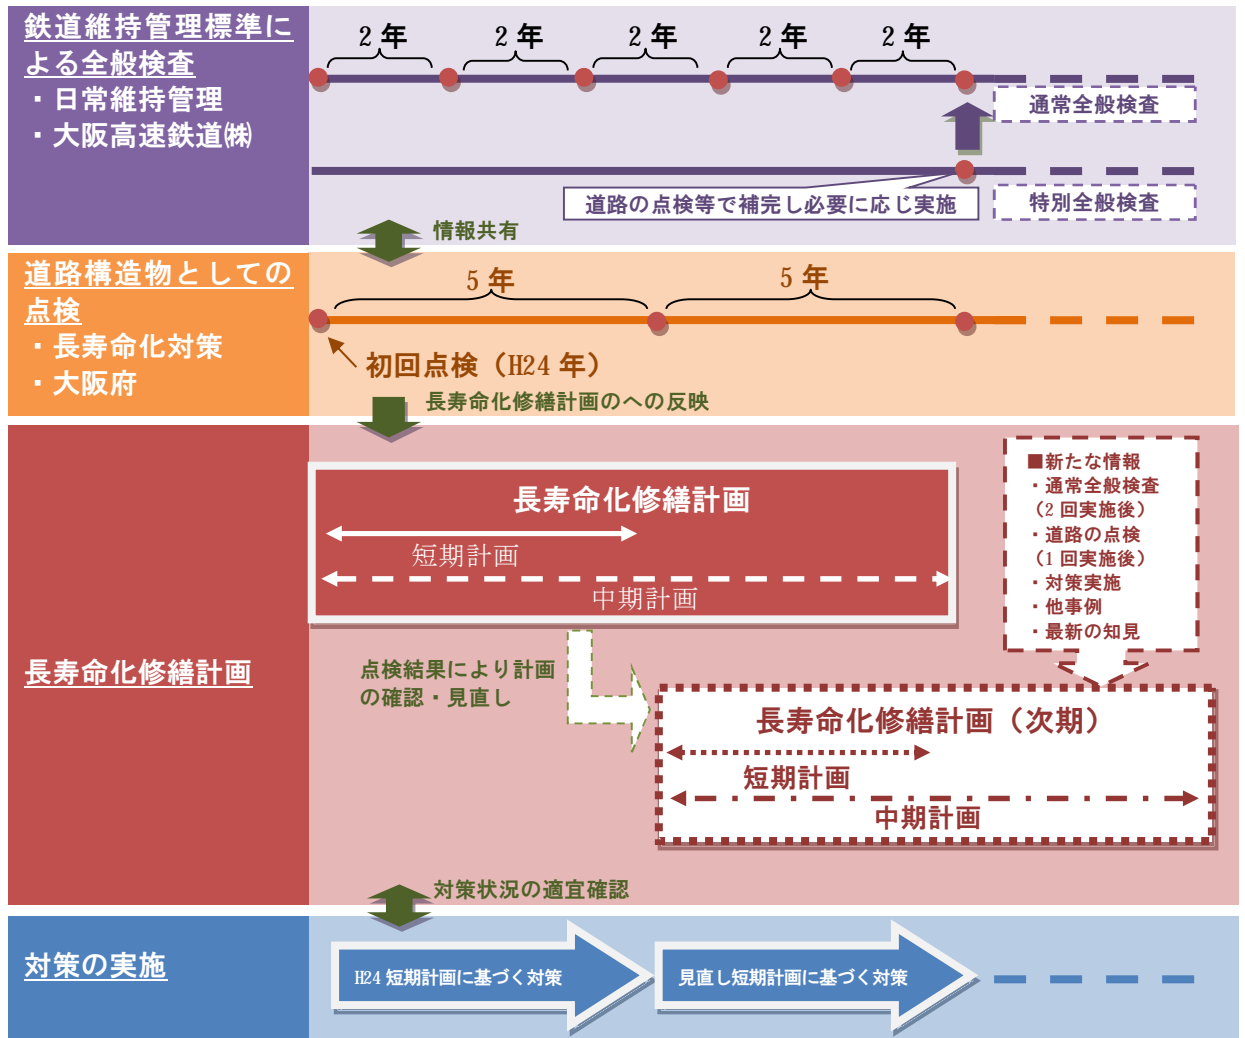 鉄道維持管理標準に
よる全般検査
・日常維持管理
・大阪高速鉄道㈱
2 年
2 年
2 年
2 年
2 年
通常全般検査
道路の点検等で補完し必要に応じ実施
特別全般検査
情報共有
道路構造物としての
点検
・長寿命化対策
・大阪府
5 年
5 年
初回点検（H24 年）
長寿命化修繕計画のへの反映
長寿命化修繕計画
長寿命化修繕計画
短期計画
中期計画
■新たな情報
・通常全般検査
（2 回実施後）
・道路の点検
（1 回実施後）
・対策実施
・他事例
・最新の知見
点検結果により計画
の確認・見直し
長寿命化修繕計画（次期）
短期計画
中期計画
対策状況の適宜確認
対策の実施
H24 短期計画に基づく対策
見直し短期計画に基づく対策